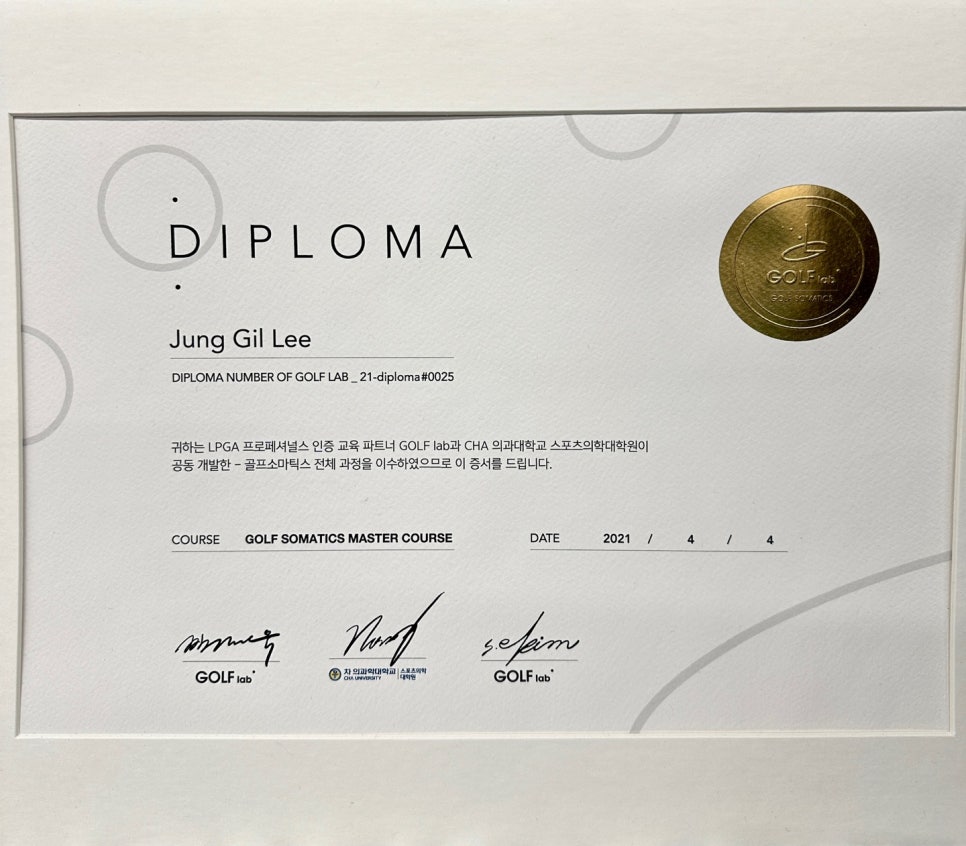 DIPLOMA
GOLF lab
GOLF SOMATICS
Jung Gil Lee
DIPLOMA NUMBER OF GOLF LAB _ 21-diploma#0025
귀하는 LPGA 프로페셔널스 인증 교육 파트너 GOLF lab과 CHA 의과대학교 스포츠의학대학원이
공동 개발한 – 골프소마틱스 전체 과정을 이수하였으므로 이 증서를 드립니다.
COURSE GOLF SOMATICS MASTER COURSE DATE 2021 / 4 / 4
GOLF lab
차 의과학대학교 스포츠의학
CHA UNIVERSITY 대학원
GOLF lab